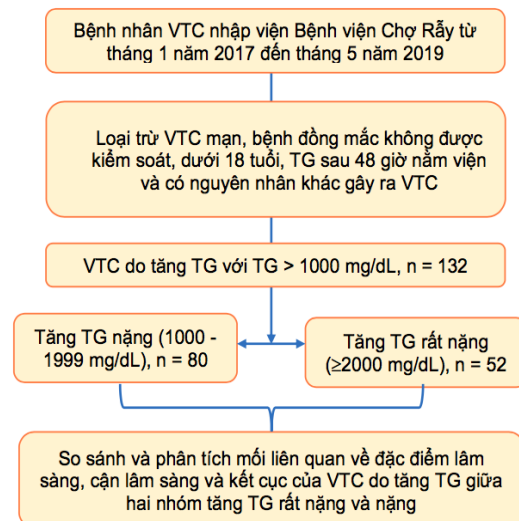 Bệnh nhân VTC nhập viện Bệnh viện Chợ Rẫy từ
tháng 1 năm 2017 đến tháng 5 năm 2019
Loại trừ VTC mạn, bệnh đồng mắc không được
kiểm soát, dưới 18 tuổi, TG sau 48 giờ nằm viện
và có nguyên nhân khác gây ra VTC
VTC do tăng TG với TG > 1000 mg/dL, n = 132
Tăng TG nặng (1000 -
1999 mg/dL), n = 80
Tăng TG rất nặng
(≥2000 mg/dL), n = 52
So sánh và phân tích mối liên quan về đặc điểm lâm
sàng, cận lâm sàng và kết cục của VTC do tăng TG giữa
hai nhóm tăng TG rất nặng và nặng